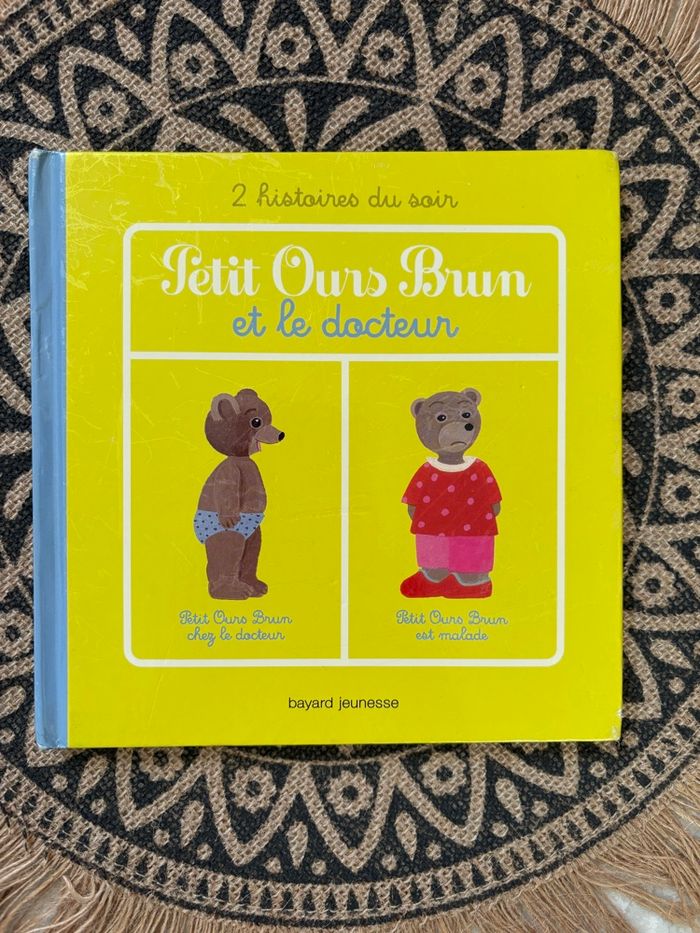 2 histoires du soir
Petit Ours Brun
et le docteur
Petit Ours Brun
chez le docteur
Petit Ours Brun
est malade
bayard jeunesse